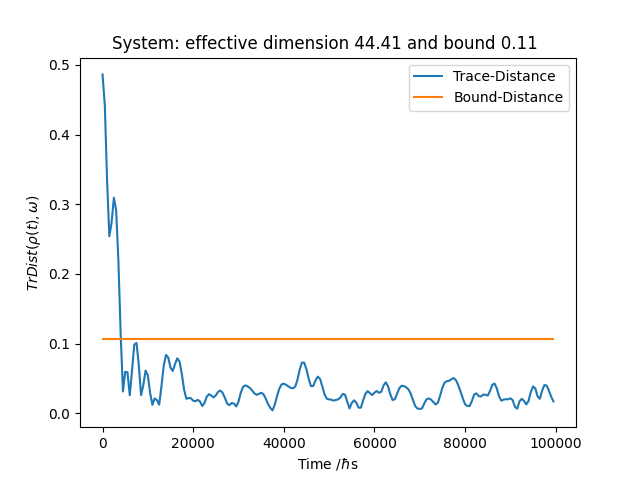 System: effective dimension 44.41 and bound 0.11
Trace-Distance
Bound-Distance
TrDist(ρ(t), ω)
0.5
0.4
0.3
0.2
0.1
0.0
0 20000 40000 60000 80000 100000
Time /ℏs